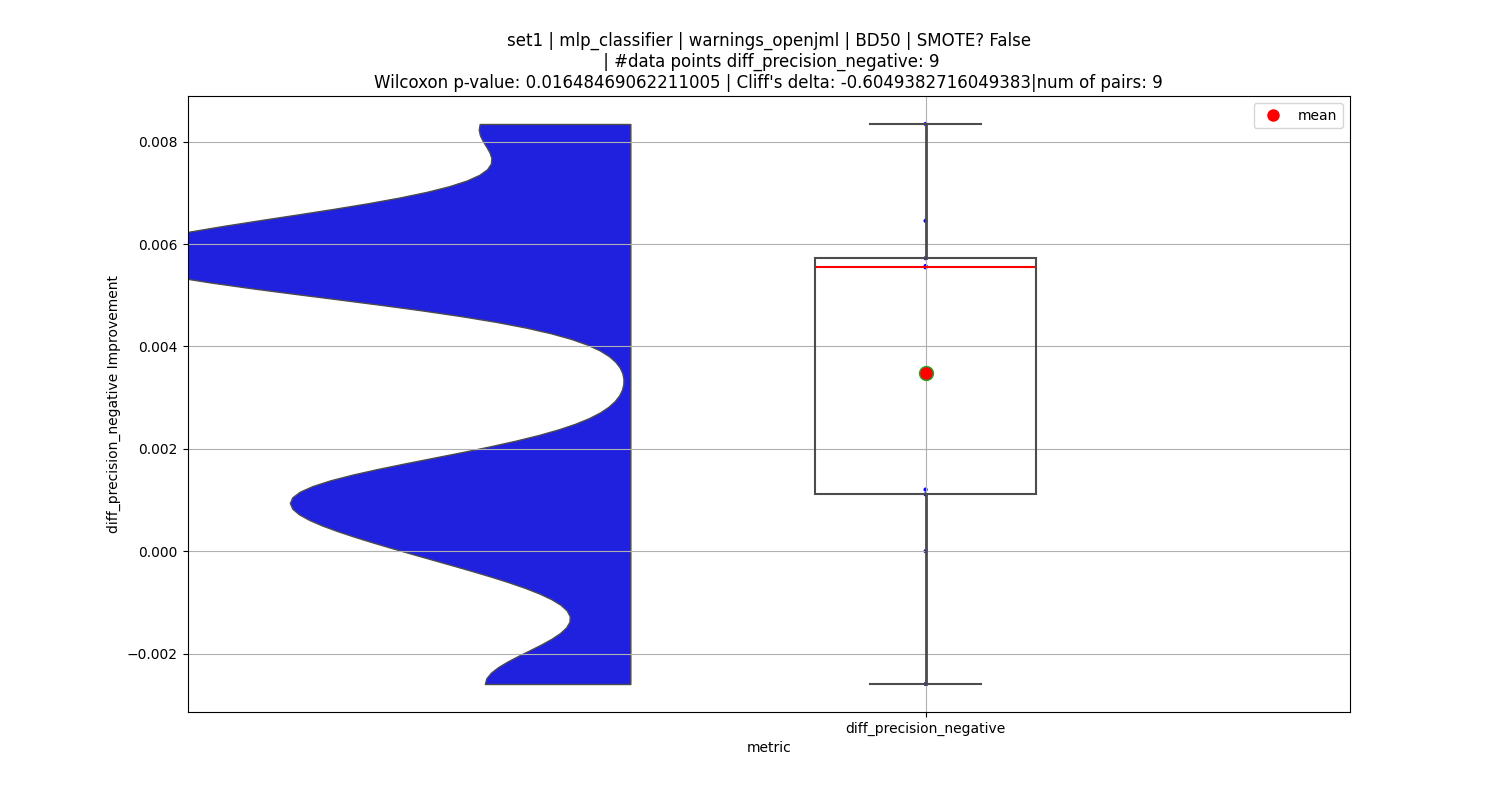 set1 | mlp_classifier | warnings_openjml | BD50 | SMOTE? False
| #data points diff_precision_negative: 9
Wilcoxon p-value: 0.01648469062211005 | Cliff's delta: -0.6049382716049383|num of pairs: 9
mean
0.008
0.006
0.004
0.002
0.000
−0.002
diff_precision_negative Improvement
diff_precision_negative
metric